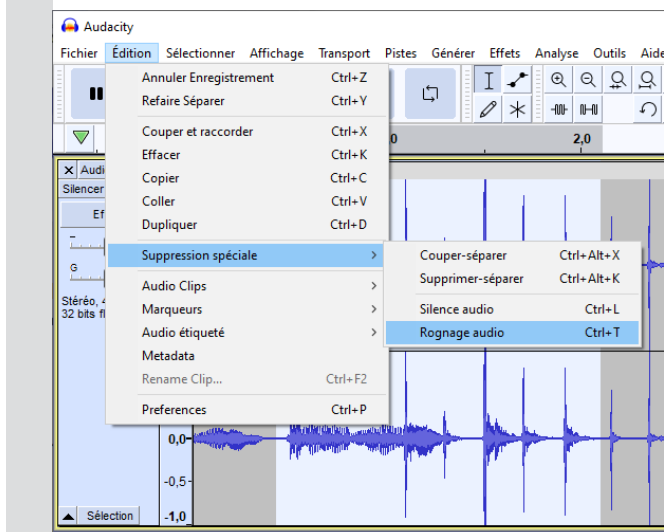 Audacity
Fichier Édition Sélectionner Affichage Transport Pistes Générer Effets Analyse Outils Aide
Annuler Enregistrement Ctrl+Z
Refaire Séparer Ctrl+Y
Couper et raccorder Ctrl+X
Effacer Ctrl+K
Copier Ctrl+C
Coller Ctrl+V
Dupliquer Ctrl+D
Suppression spéciale >
Audio Clips >
Marqueurs >
Audio étiqueté >
Metadata
Rename Clip... Ctrl+F2
Preferences Ctrl+P
Couper-séparer Ctrl+Alt+X
Supprimer-séparer Ctrl+Alt+K
Silence audio Ctrl+L
Rognage audio Ctrl+T
,0 2,0
X Audi
Silencer
Ef
G
Stéréo, 4
32 bits fl
0,0
-0,5
-1,0
Sélection